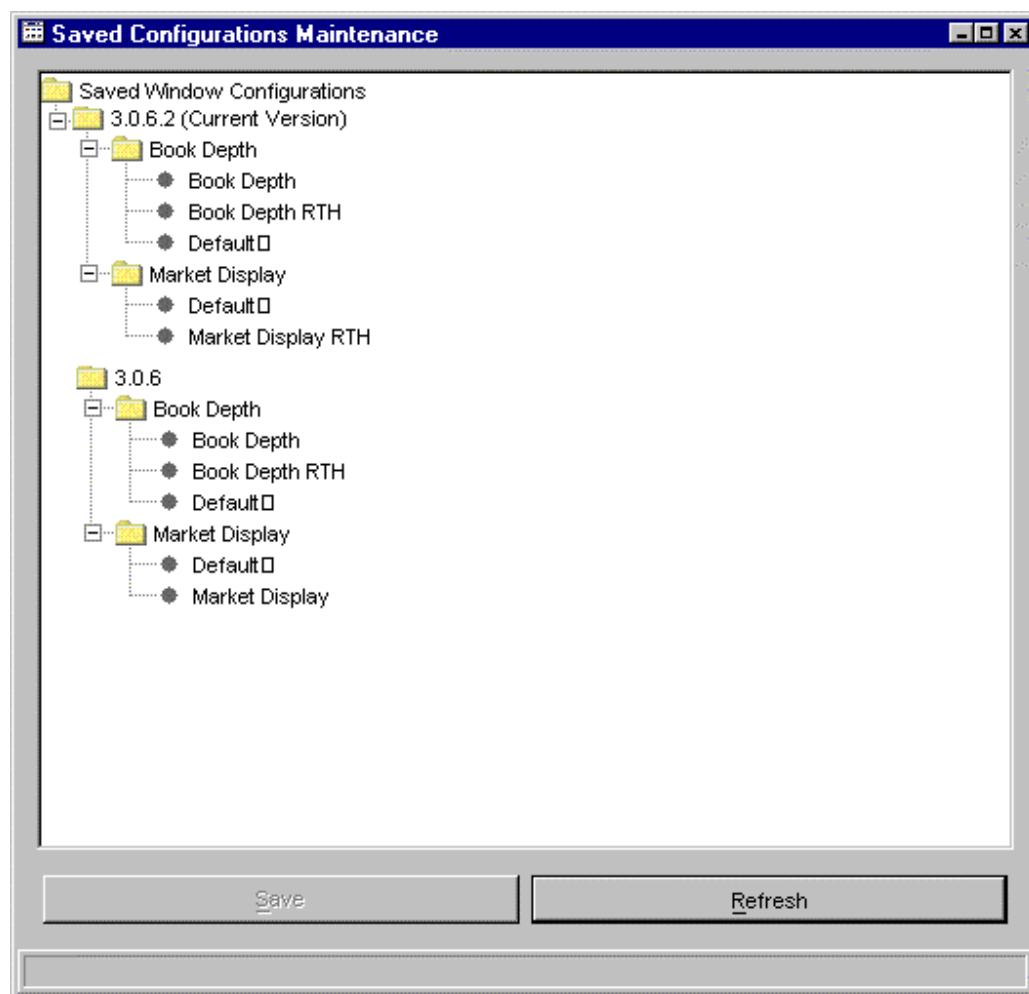 Saved Configurations Maintenance
Saved Window Configurations
3.0.6.2 (Current Version)
Book Depth
Book Depth
Book Depth RTH
Default▯
Market Display
Default▯
Market Display RTH
3.0.6
Book Depth
Book Depth
Book Depth RTH
Default▯
Market Display
Default▯
Market Display
Save
Refresh